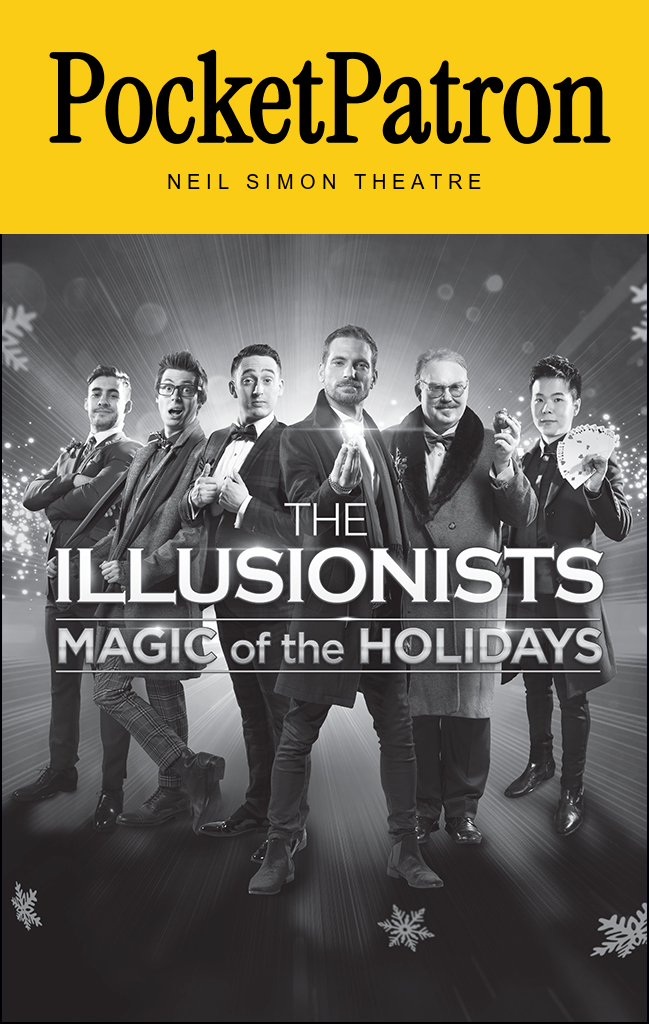 PocketPatron
NEIL SIMON THEATRE
THE
ILLUSIONISTS
MAGIC of the HOLIDAYS